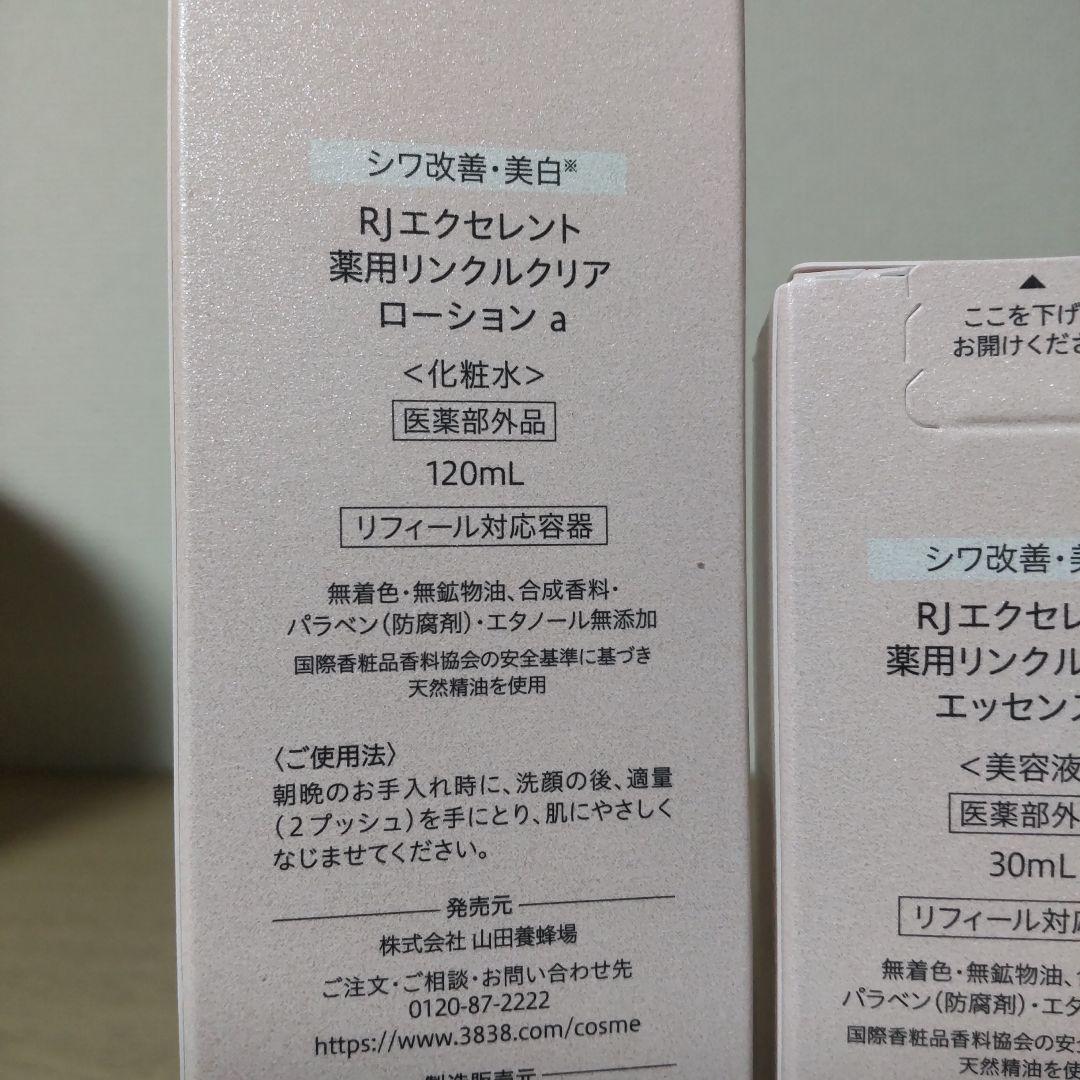 シワ改善・美白※
RJエクセレント
薬用リンクルクリア
ローション a
＜化粧水＞
医薬部外品
120mL
リフィール対応容器
無着色・無鉱物油、合成香料・
パラベン（防腐剤）・エタノール無添加
国際香粧品香料協会の安全基準に基づき
天然精油を使用
〈ご使用法〉
朝晩のお手入れ時に、洗顔の後、適量
（２プッシュ）を手にとり、肌にやさしく
なじませてください。
発売元
株式会社 山田養蜂場
ご注文・ご相談・お問い合わせ先
0120-87-2222
https://www.3838.com/cosme
製造販売元
▲
ここを下げ
お開けくださ
シワ改善・美
RJエクセレ
薬用リンクル
エッセンス
＜美容液
医薬部外
30mL
リフィール対応
無着色・無鉱物油、
パラベン（防腐剤）・エタ
国際香粧品香料協会の安
天然精油を使